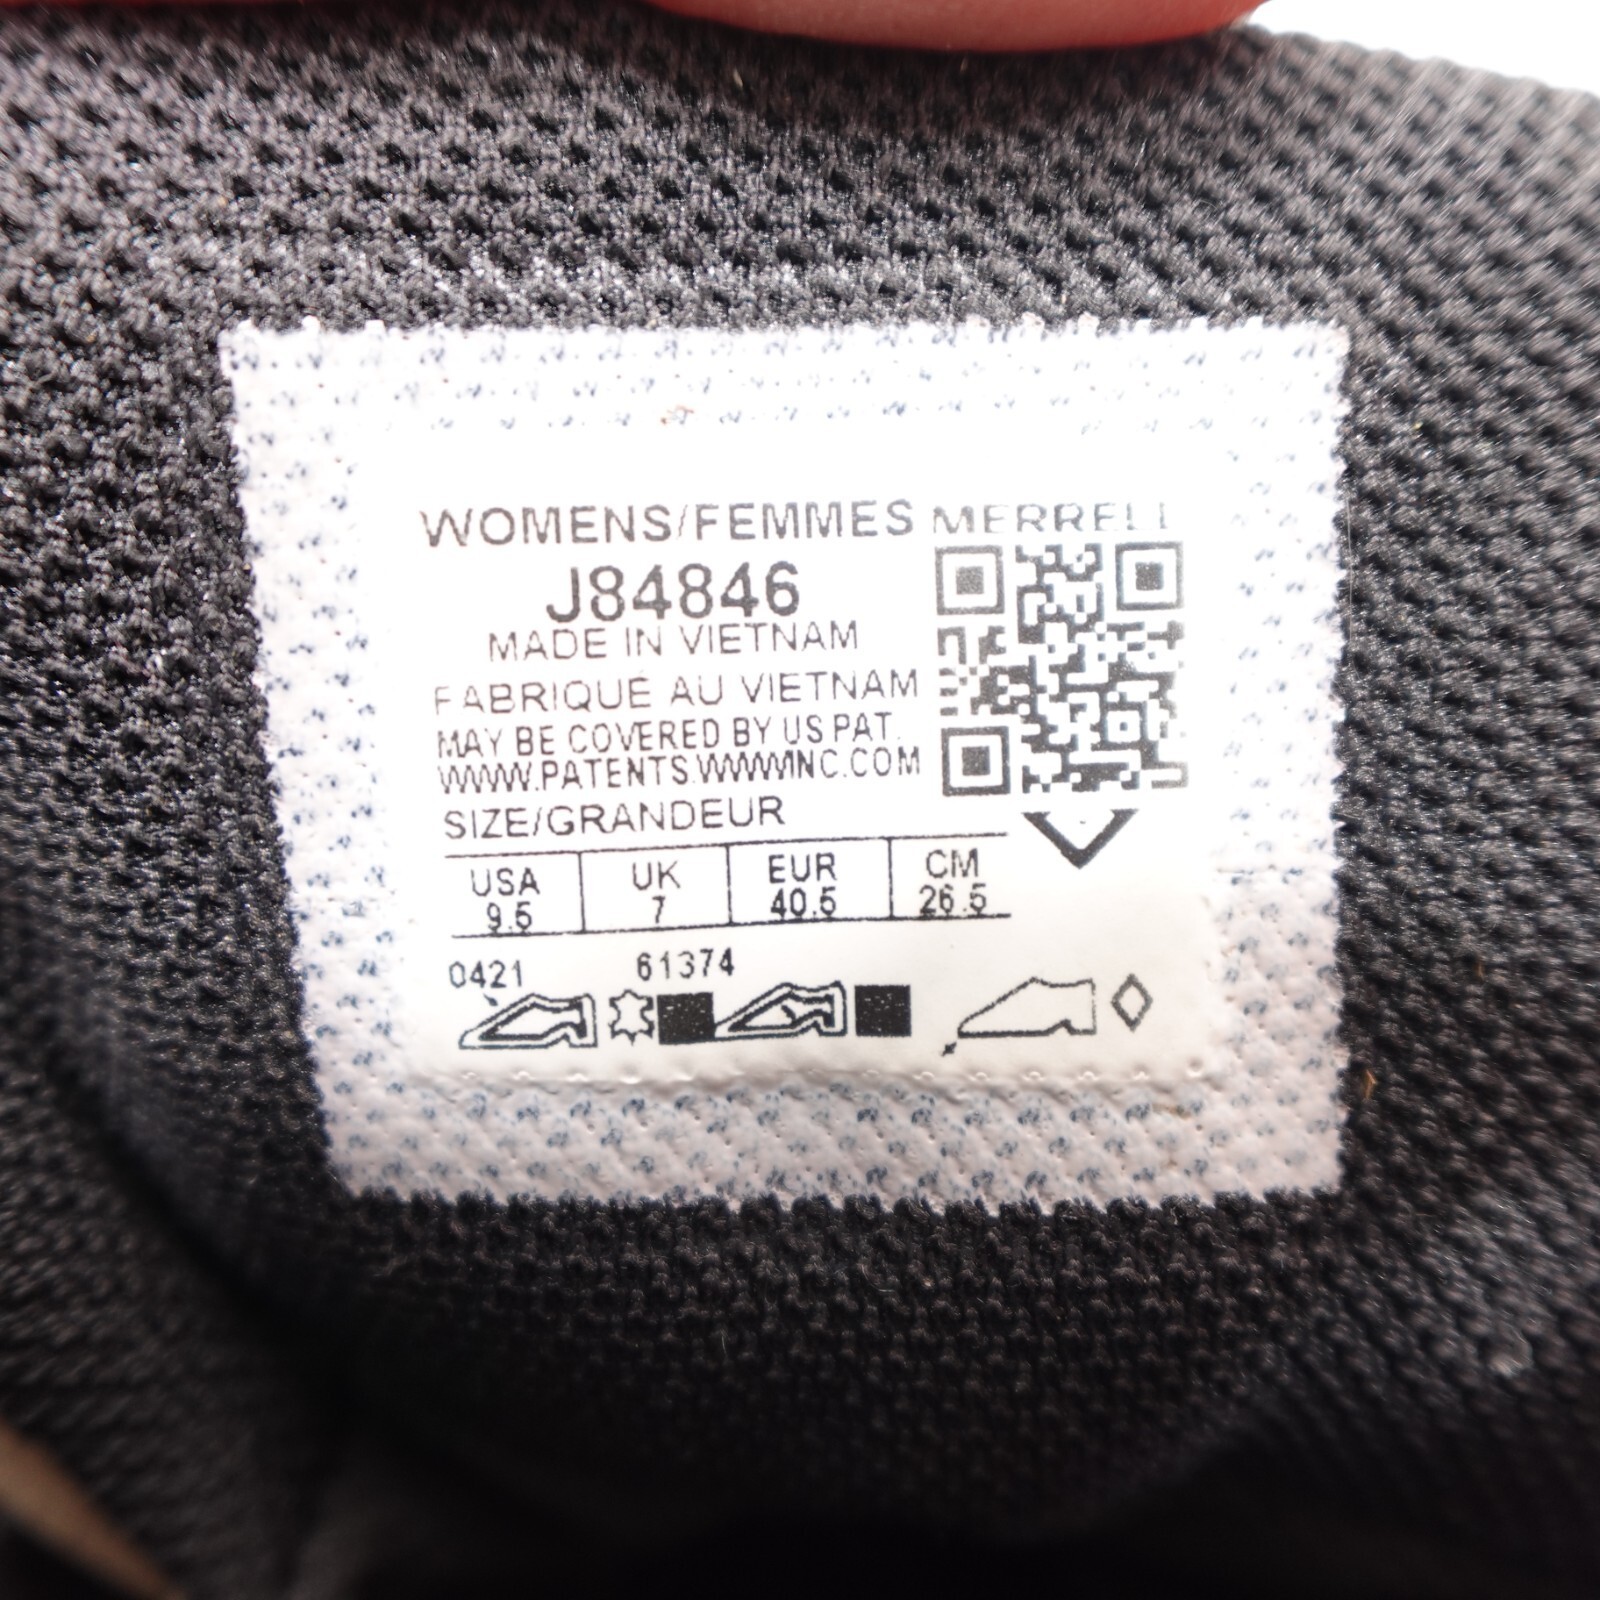 WOMENS/FEMMES MERRELL
J84846
MADE IN VIETNAM
FABRIQUE AU VIETNAM
MAY BE COVERED BY US PAT.
WWW.PATENTS.WWWINC.COM
SIZE/GRANDEUR
USA UK EUR CM
9.5 7 40.5 26.5
0421 61374